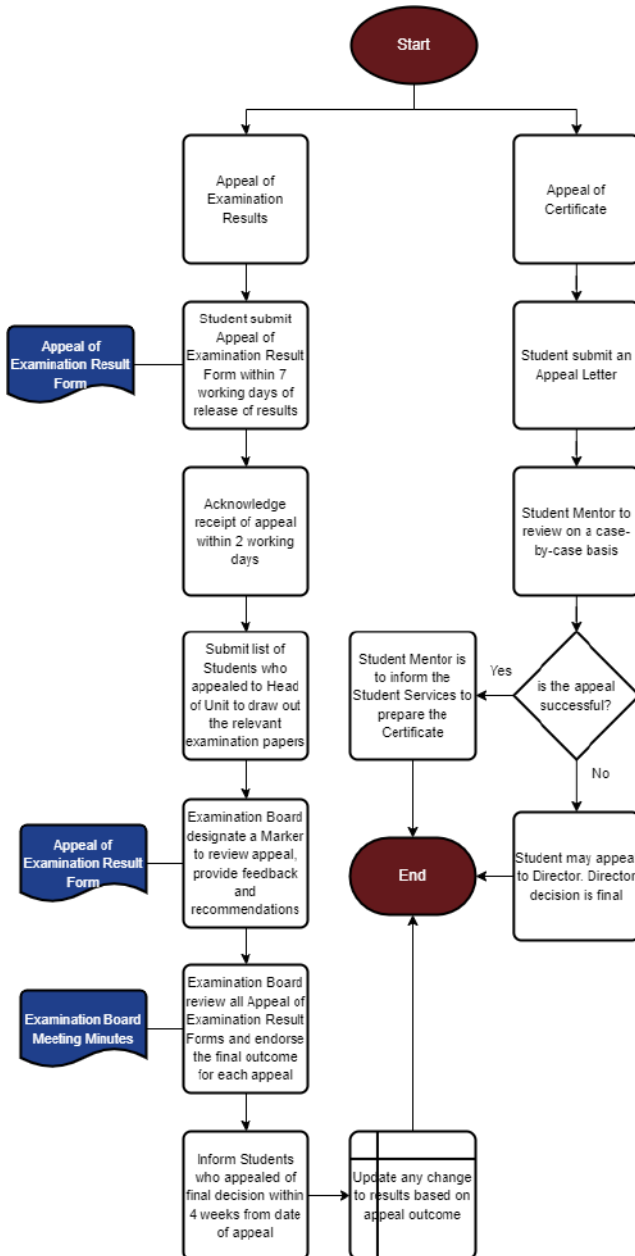 Start
Appeal of
Examination
Results
Appeal of
Certificate
Appeal of
Examination Result
Form
Student submit
Appeal of
Examination Result
Form within 7
working days of
release of results
Student submit an
Appeal Letter
Acknowledge
receipt of appeal
within 2 working
days
Student Mentor to
review on a case-
by-case basis
Submit list of
Students who
appealed to Head
of Unit to draw out
the relevant
examination papers
Student Mentor is
to inform the
Student Services to
prepare the
Certificate
Yes
is the appeal
successful?
No
Appeal of
Examination Result
Form
Examination Board
designate a Marker
to review appeal,
provide feedback
and
recommendations
End
Student may appeal
to Director. Director
decision is final
Examination Board
Meeting Minutes
Examination Board
review all Appeal of
Examination Result
Forms and endorse
the final outcome
for each appeal
Inform Students
who appealed of
final decision within
4 weeks from date
of appeal
Update any change
to results based on
appeal outcome